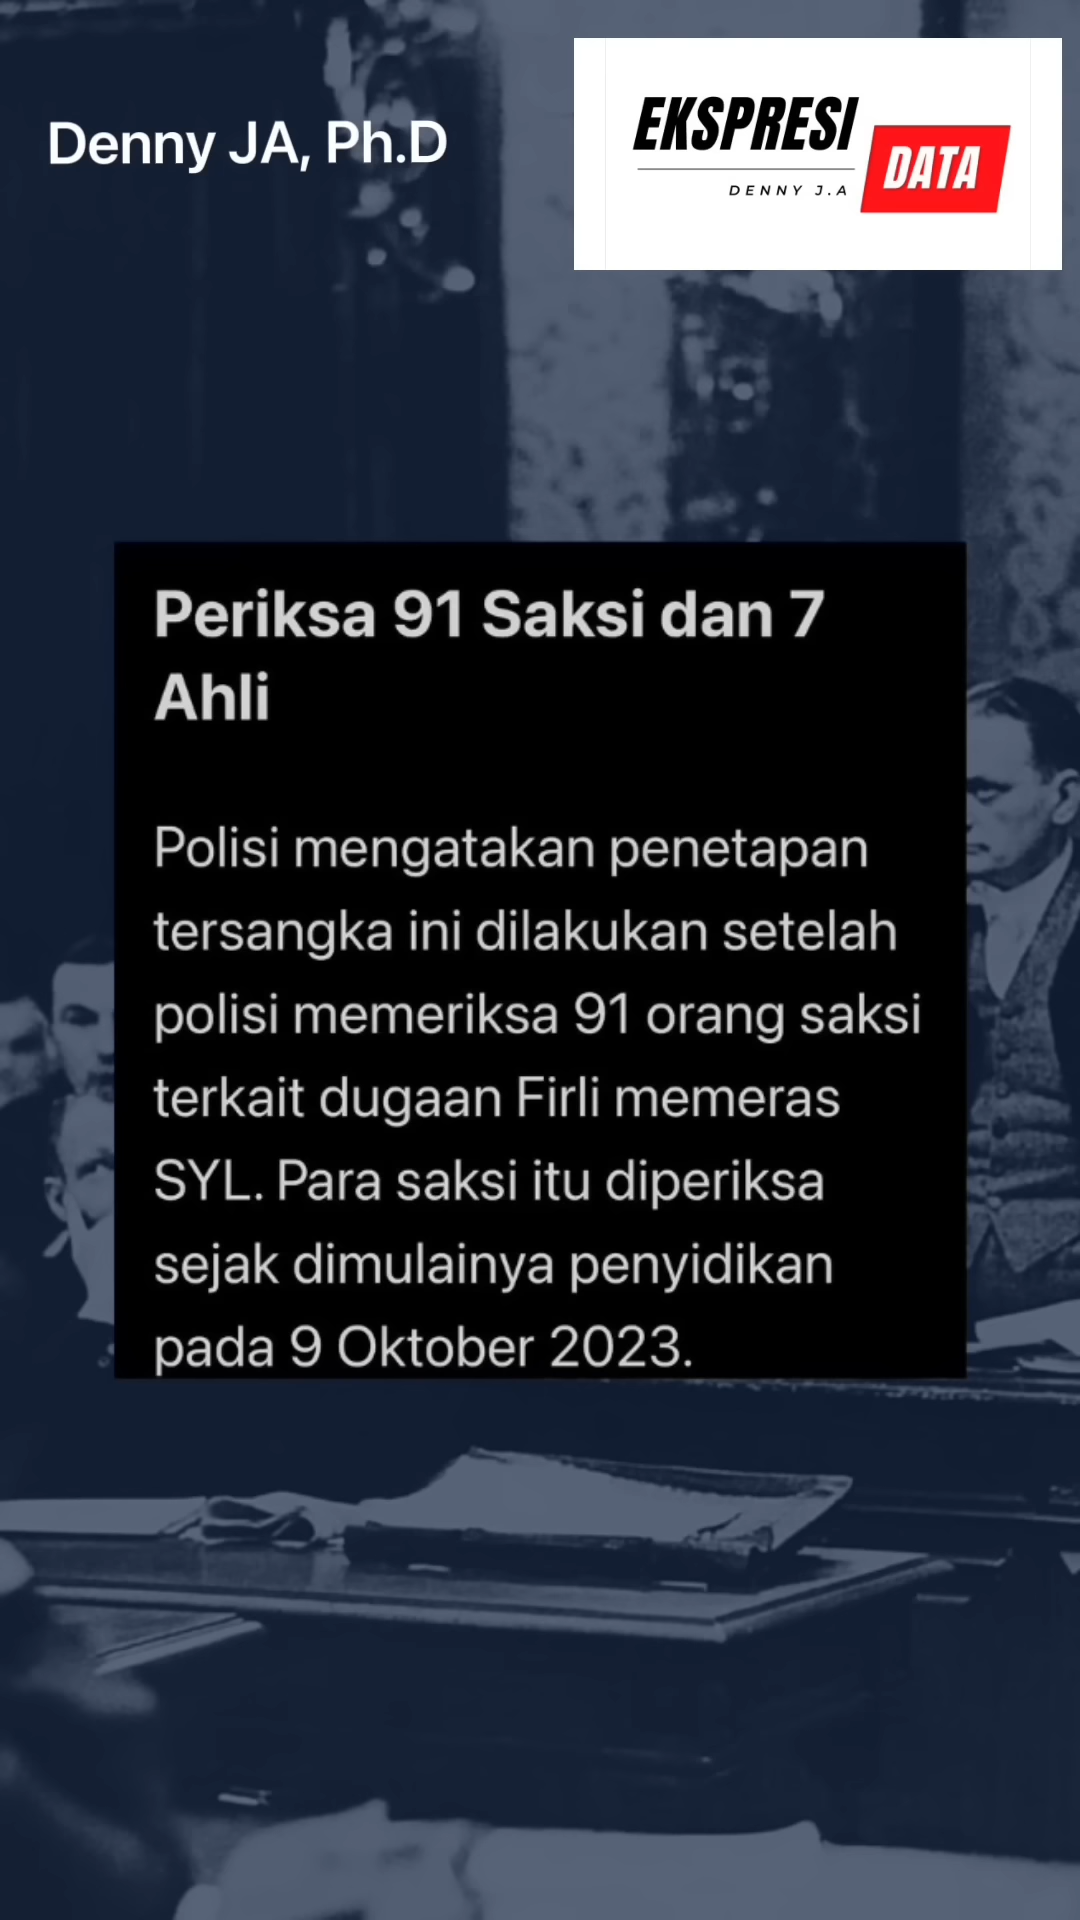 Denny JA, Ph.D
EKSPRESI
DATA
DENNY J.A
Periksa 91 Saksi dan 7
Ahli
Polisi mengatakan penetapan
tersangka ini dilakukan setelah
polisi memeriksa 91 orang saksi
terkait dugaan Firli memeras
SYL. Para saksi itu diperiksa
sejak dimulainya penyidikan
pada 9 Oktober 2023.